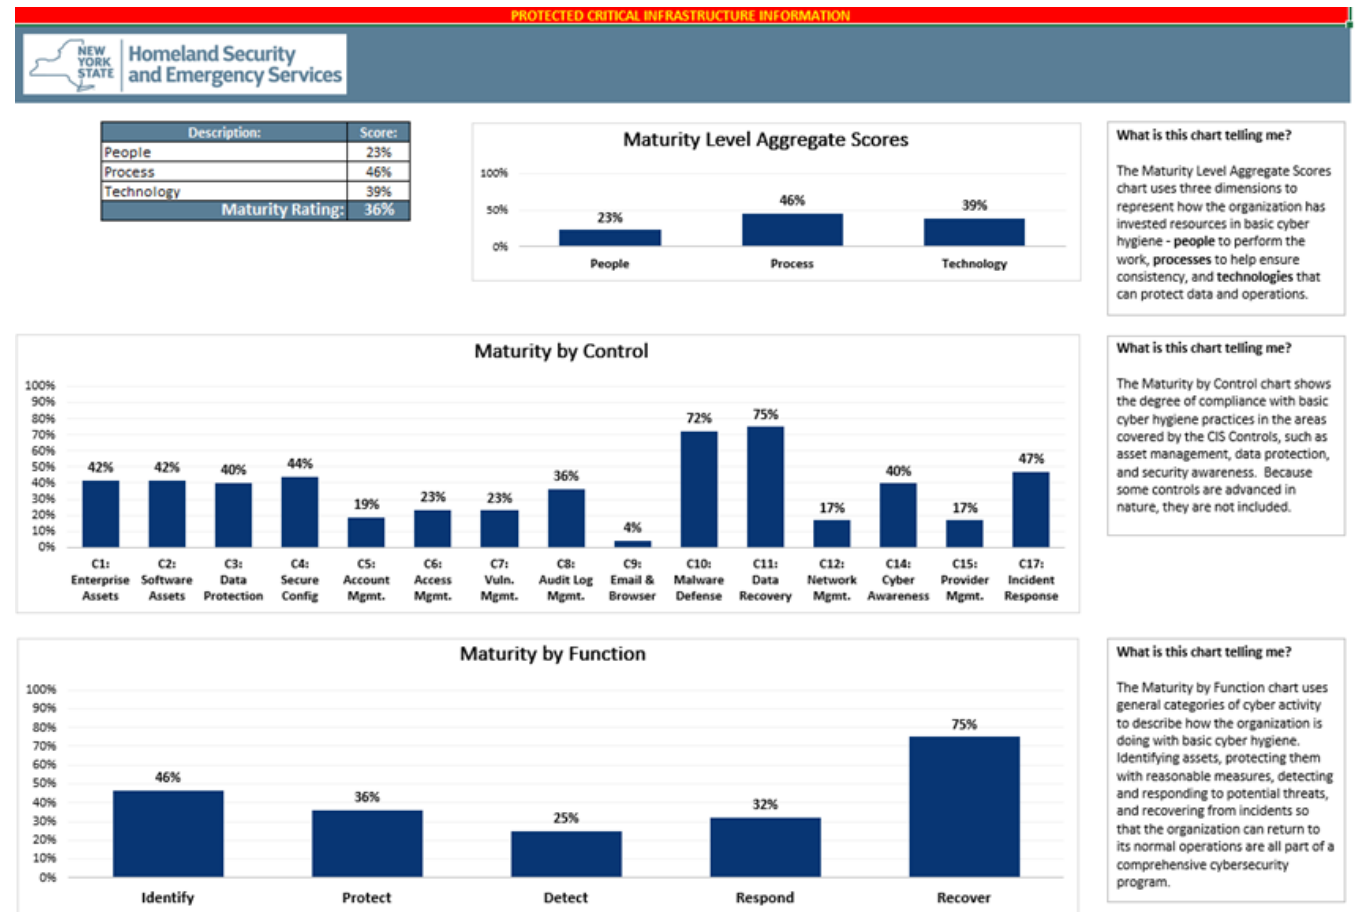 PROTECTED CRITICAL INFRASTRUCTURE INFORMATION
NEW
YORK
STATE
Homeland Security
and Emergency Services
Description: Score:
People 23%
Process 46%
Technology 39%
Maturity Rating: 36%
Maturity Level Aggregate Scores
100%
50%
0%
23%
46%
39%
People Process Technology
What is this chart telling me?
The Maturity Level Aggregate Scores
chart uses three dimensions to
represent how the organization has
invested resources in basic cyber
hygiene - people to perform the
work, processes to help ensure
consistency, and technologies that
can protect data and operations.
Maturity by Control
100%
90%
80%
70%
60%
50%
40%
30%
20%
10%
0%
42% 42% 40% 44% 19% 23% 23% 36% 4% 72% 75% 17% 40% 17% 47%
C1: C2: C3: C4: C5: C6: C7: C8: C9: C10: C11: C12: C14: C15: C17:
Enterprise Software Data Secure Account Access Vuln. Audit Log Email & Malware Data Network Cyber Provider Incident
Assets Assets Protection Config Mgmt. Mgmt. Mgmt. Mgmt. Browser Defense Recovery Mgmt. Awareness Mgmt. Response
What is this chart telling me?
The Maturity by Control chart shows
the degree of compliance with basic
cyber hygiene practices in the areas
covered by the CIS Controls, such as
asset management, data protection,
and security awareness. Because
some controls are advanced in
nature, they are not included.
Maturity by Function
100%
90%
80%
70%
60%
50%
40%
30%
20%
10%
0%
46% 36% 25% 32% 75%
Identify Protect Detect Respond Recover
What is this chart telling me?
The Maturity by Function chart uses
general categories of cyber activity
to describe how the organization is
doing with basic cyber hygiene.
Identifying assets, protecting them
with reasonable measures, detecting
and responding to potential threats,
and recovering from incidents so
that the organization can return to
its normal operations are all part of a
comprehensive cybersecurity
program.